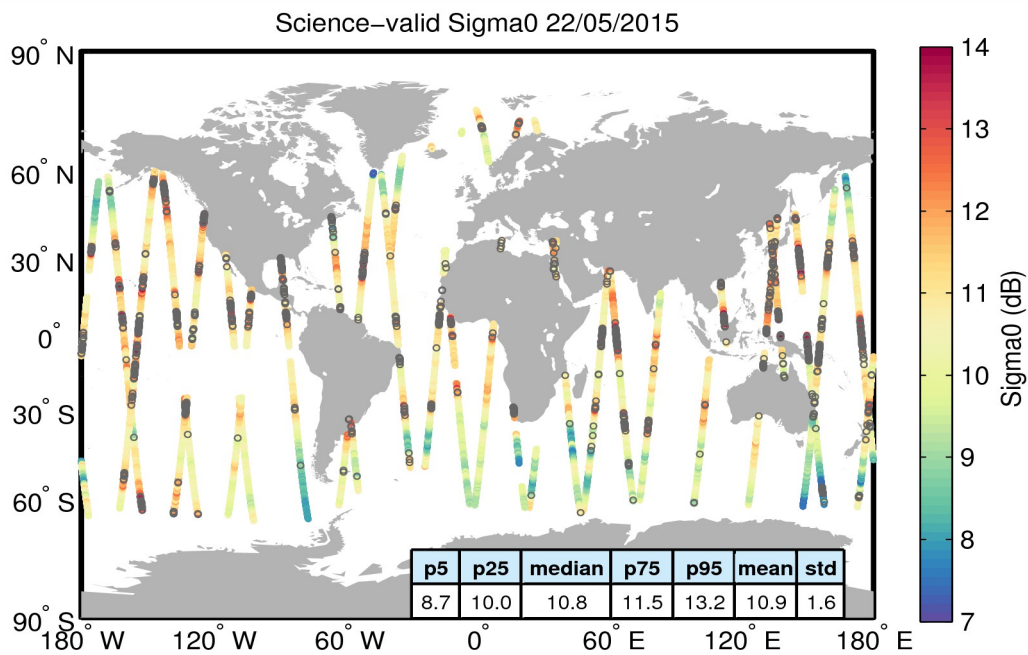 Science−valid Sigma0 22/05/2015
90° N
60° N
30° N
0°
30° S
60° S
90° S
180° W
120° W
60° W
0°
60° E
120° E
180° E
p5 p25 median p75 p95 mean std
8.7 10.0 10.8 11.5 13.2 10.9 1.6
14
13
12
11
10
9
8
7
Sigma0 (dB)